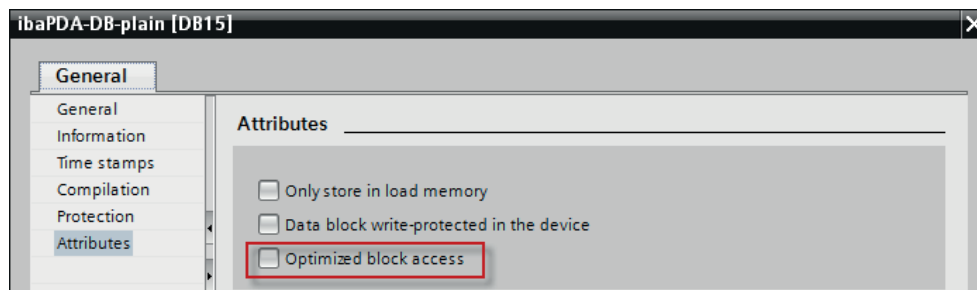 ibaPDA-DB-plain [DB15]
General
General
Information
Time stamps
Compilation
Protection
Attributes
Attributes
Only store in load memory
Data block write-protected in the device
Optimized block access